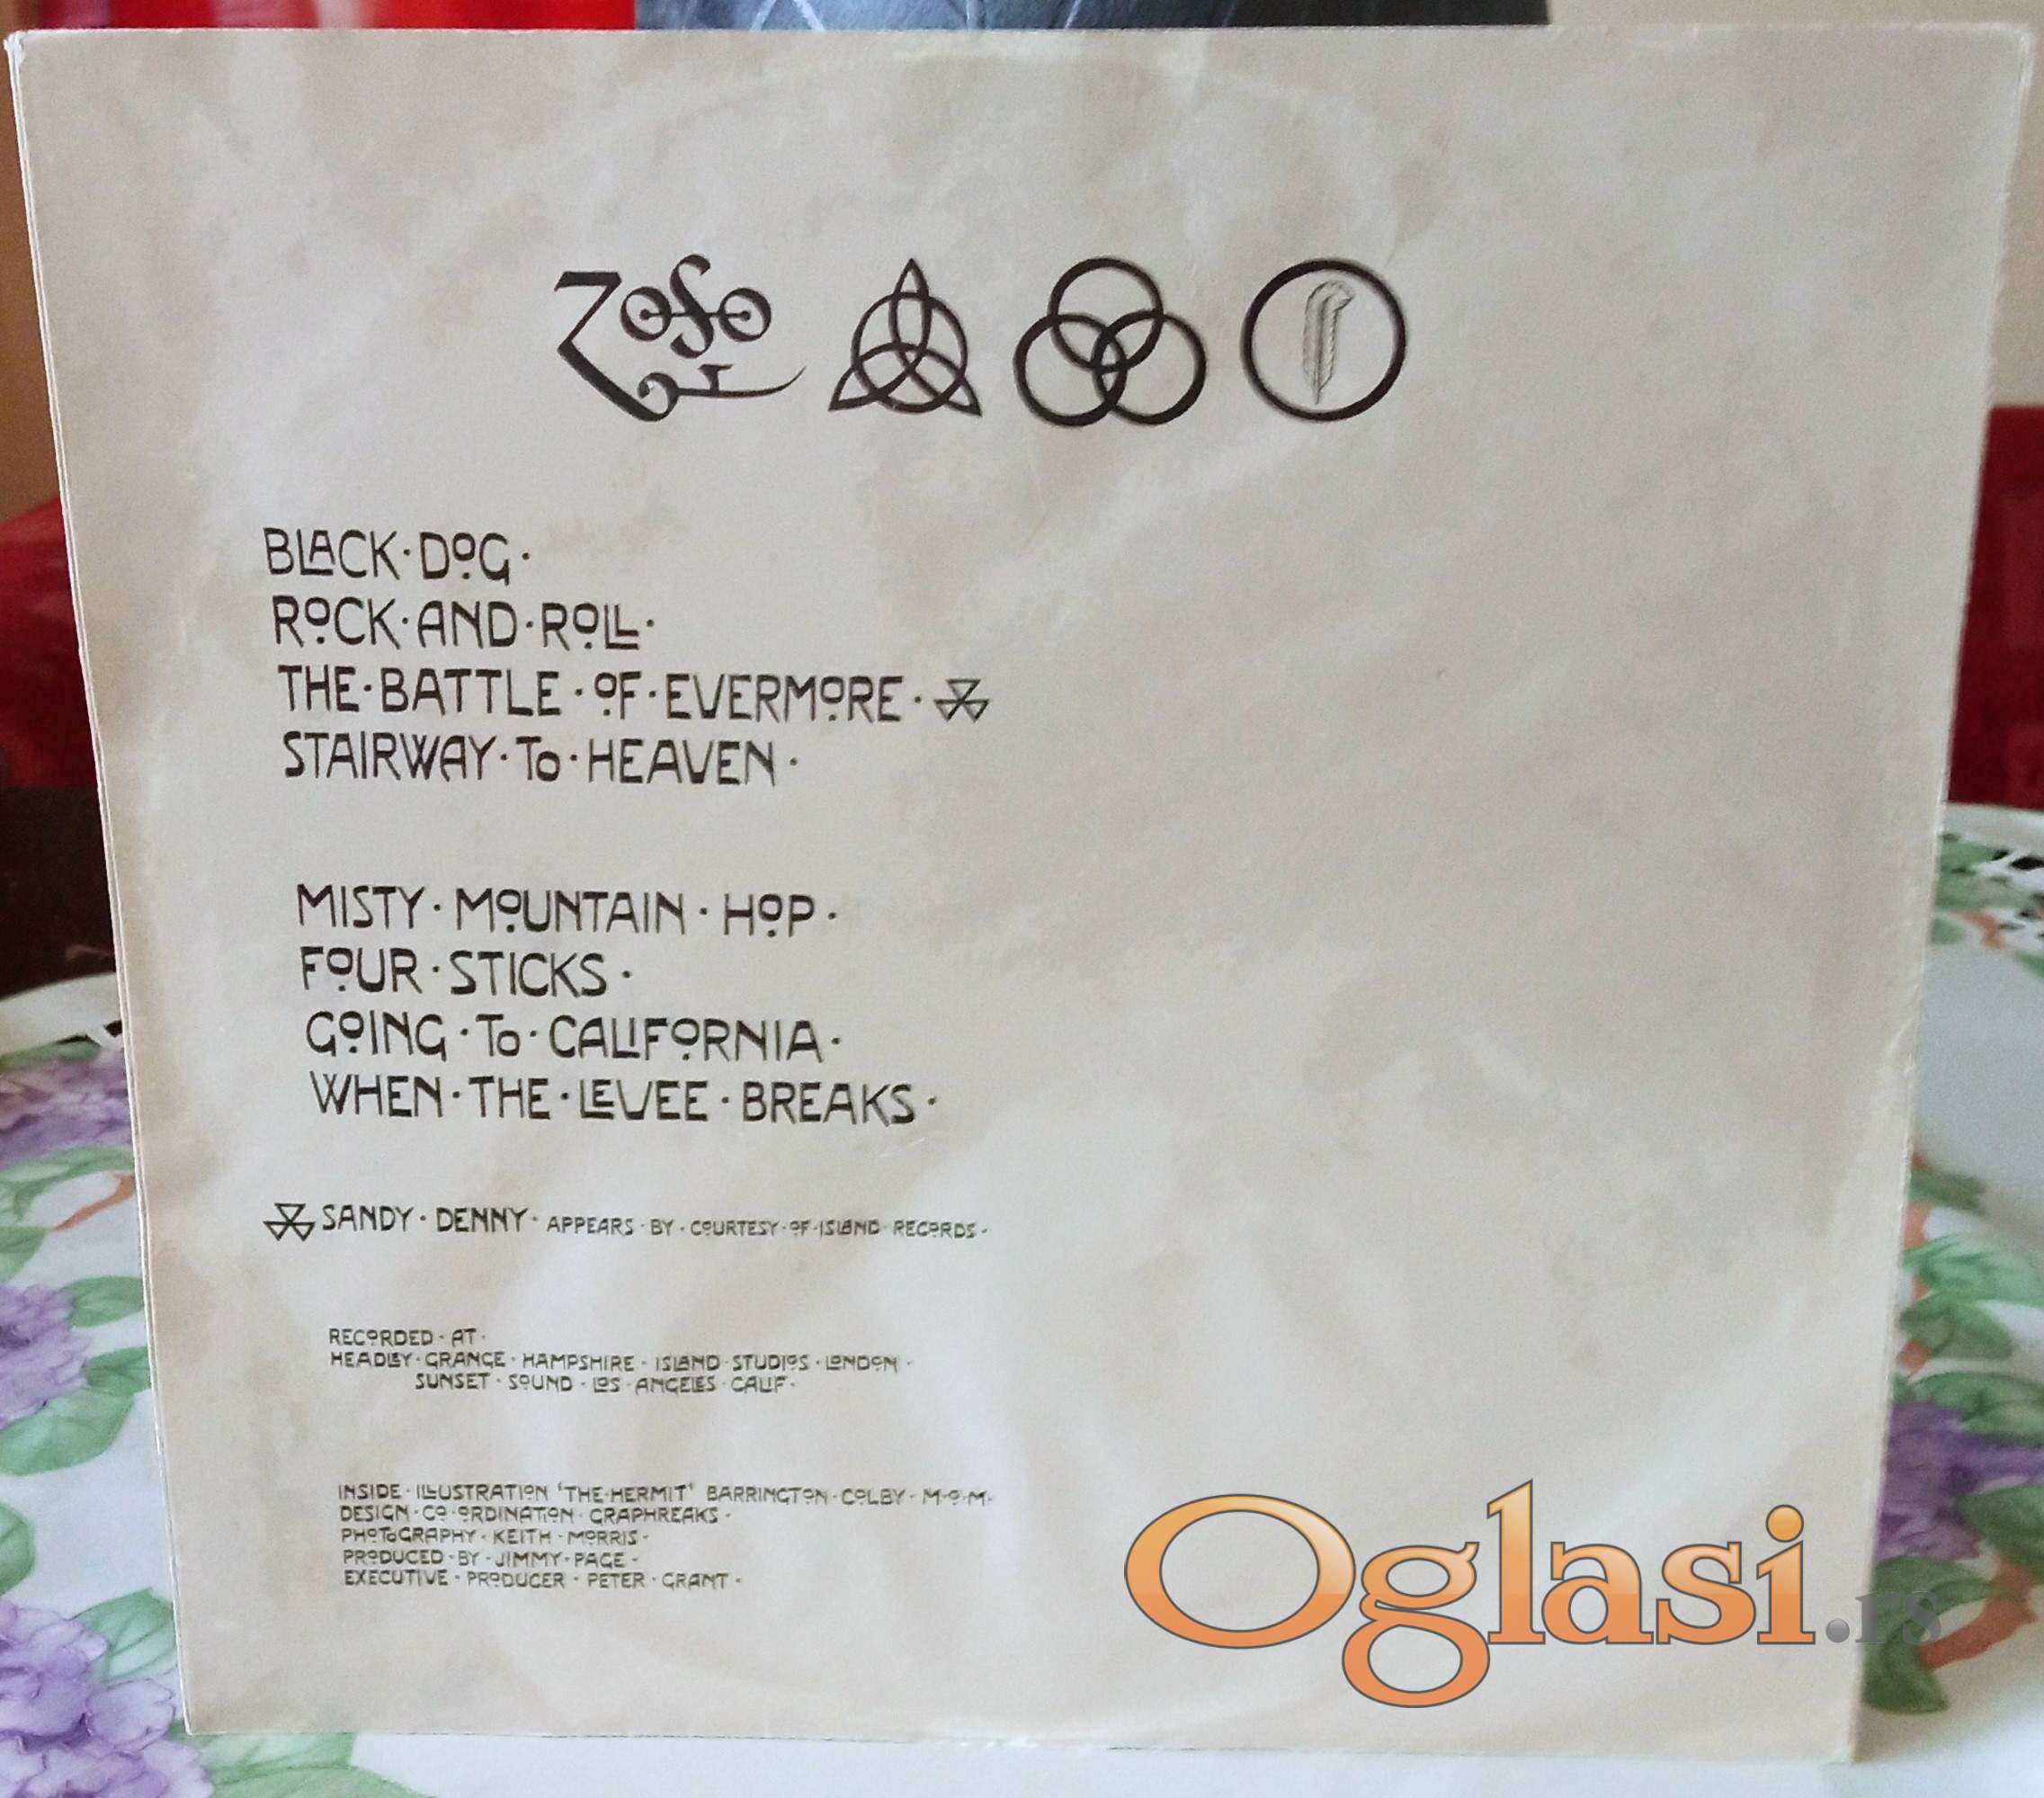 Zoso
BLACK·DOG·
ROCK·AND·ROLL·
THE·BATTLE·OF·EVERMORE·
STAIRWAY·TO·HEAVEN·
MISTY·MOUNTAIN·HOP·
FOUR·STICKS·
GOING·TO·CALIFORNIA·
WHEN·THE·LEVEE·BREAKS·
SANDY·DENNY·APPEARS·BY·COURTESY·OF·ISLAND·RECORDS·
RECORDED·AT·
HEADLEY·GRANGE·HAMPSHIRE·ISLAND·STUDIOS·LONDON·
SUNSET·SOUND·LOS·ANGELES·CALIF·
INSIDE·ILLUSTRATION 'THE·HERMIT' BARRINGTON·COLBY·M·O·M·
DESIGN·CO·ORDINATION·GRAPHREAKS·
PHOTOGRAPHY·KEITH·MORRIS·
PRODUCED·BY·JIMMY·PAGE·
EXECUTIVE·PRODUCER·PETER·GRANT·
Oglasi.rs